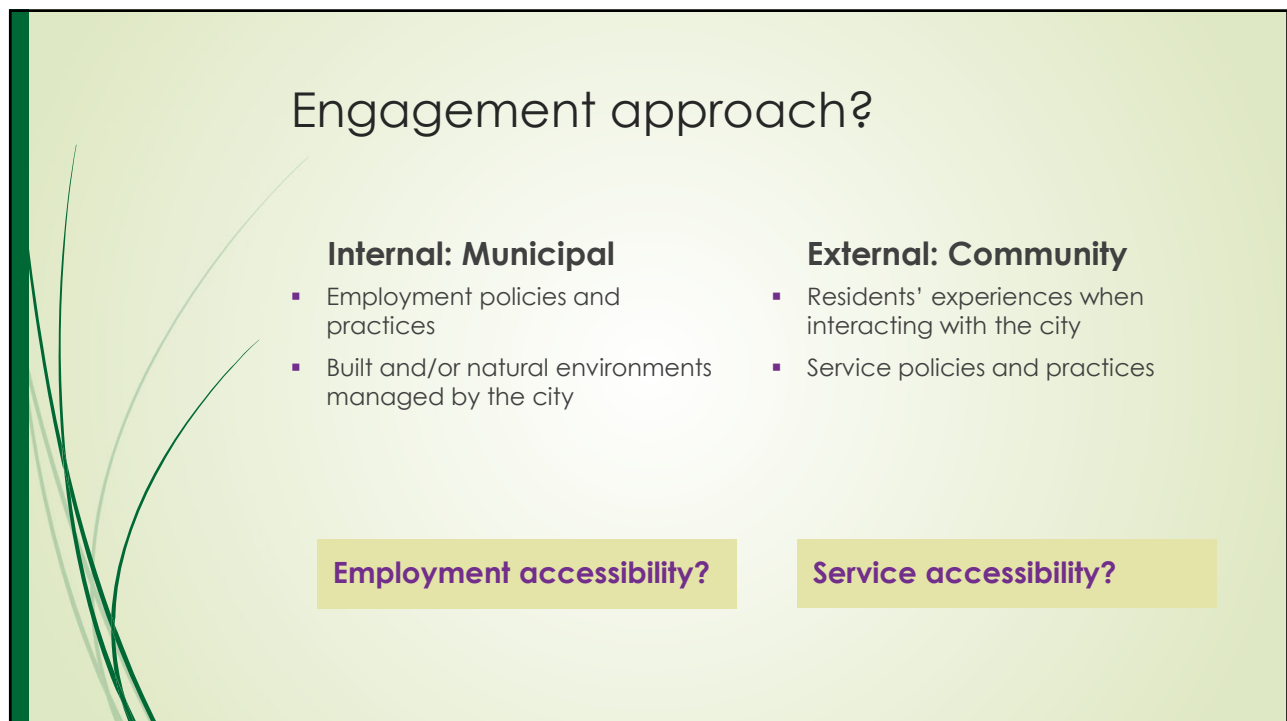 Engagement approach?
Internal: Municipal
▪ Employment policies and
practices
▪ Built and/or natural environments
managed by the city
Employment accessibility?
External: Community
▪ Residents’ experiences when
interacting with the city
▪ Service policies and practices
Service accessibility?